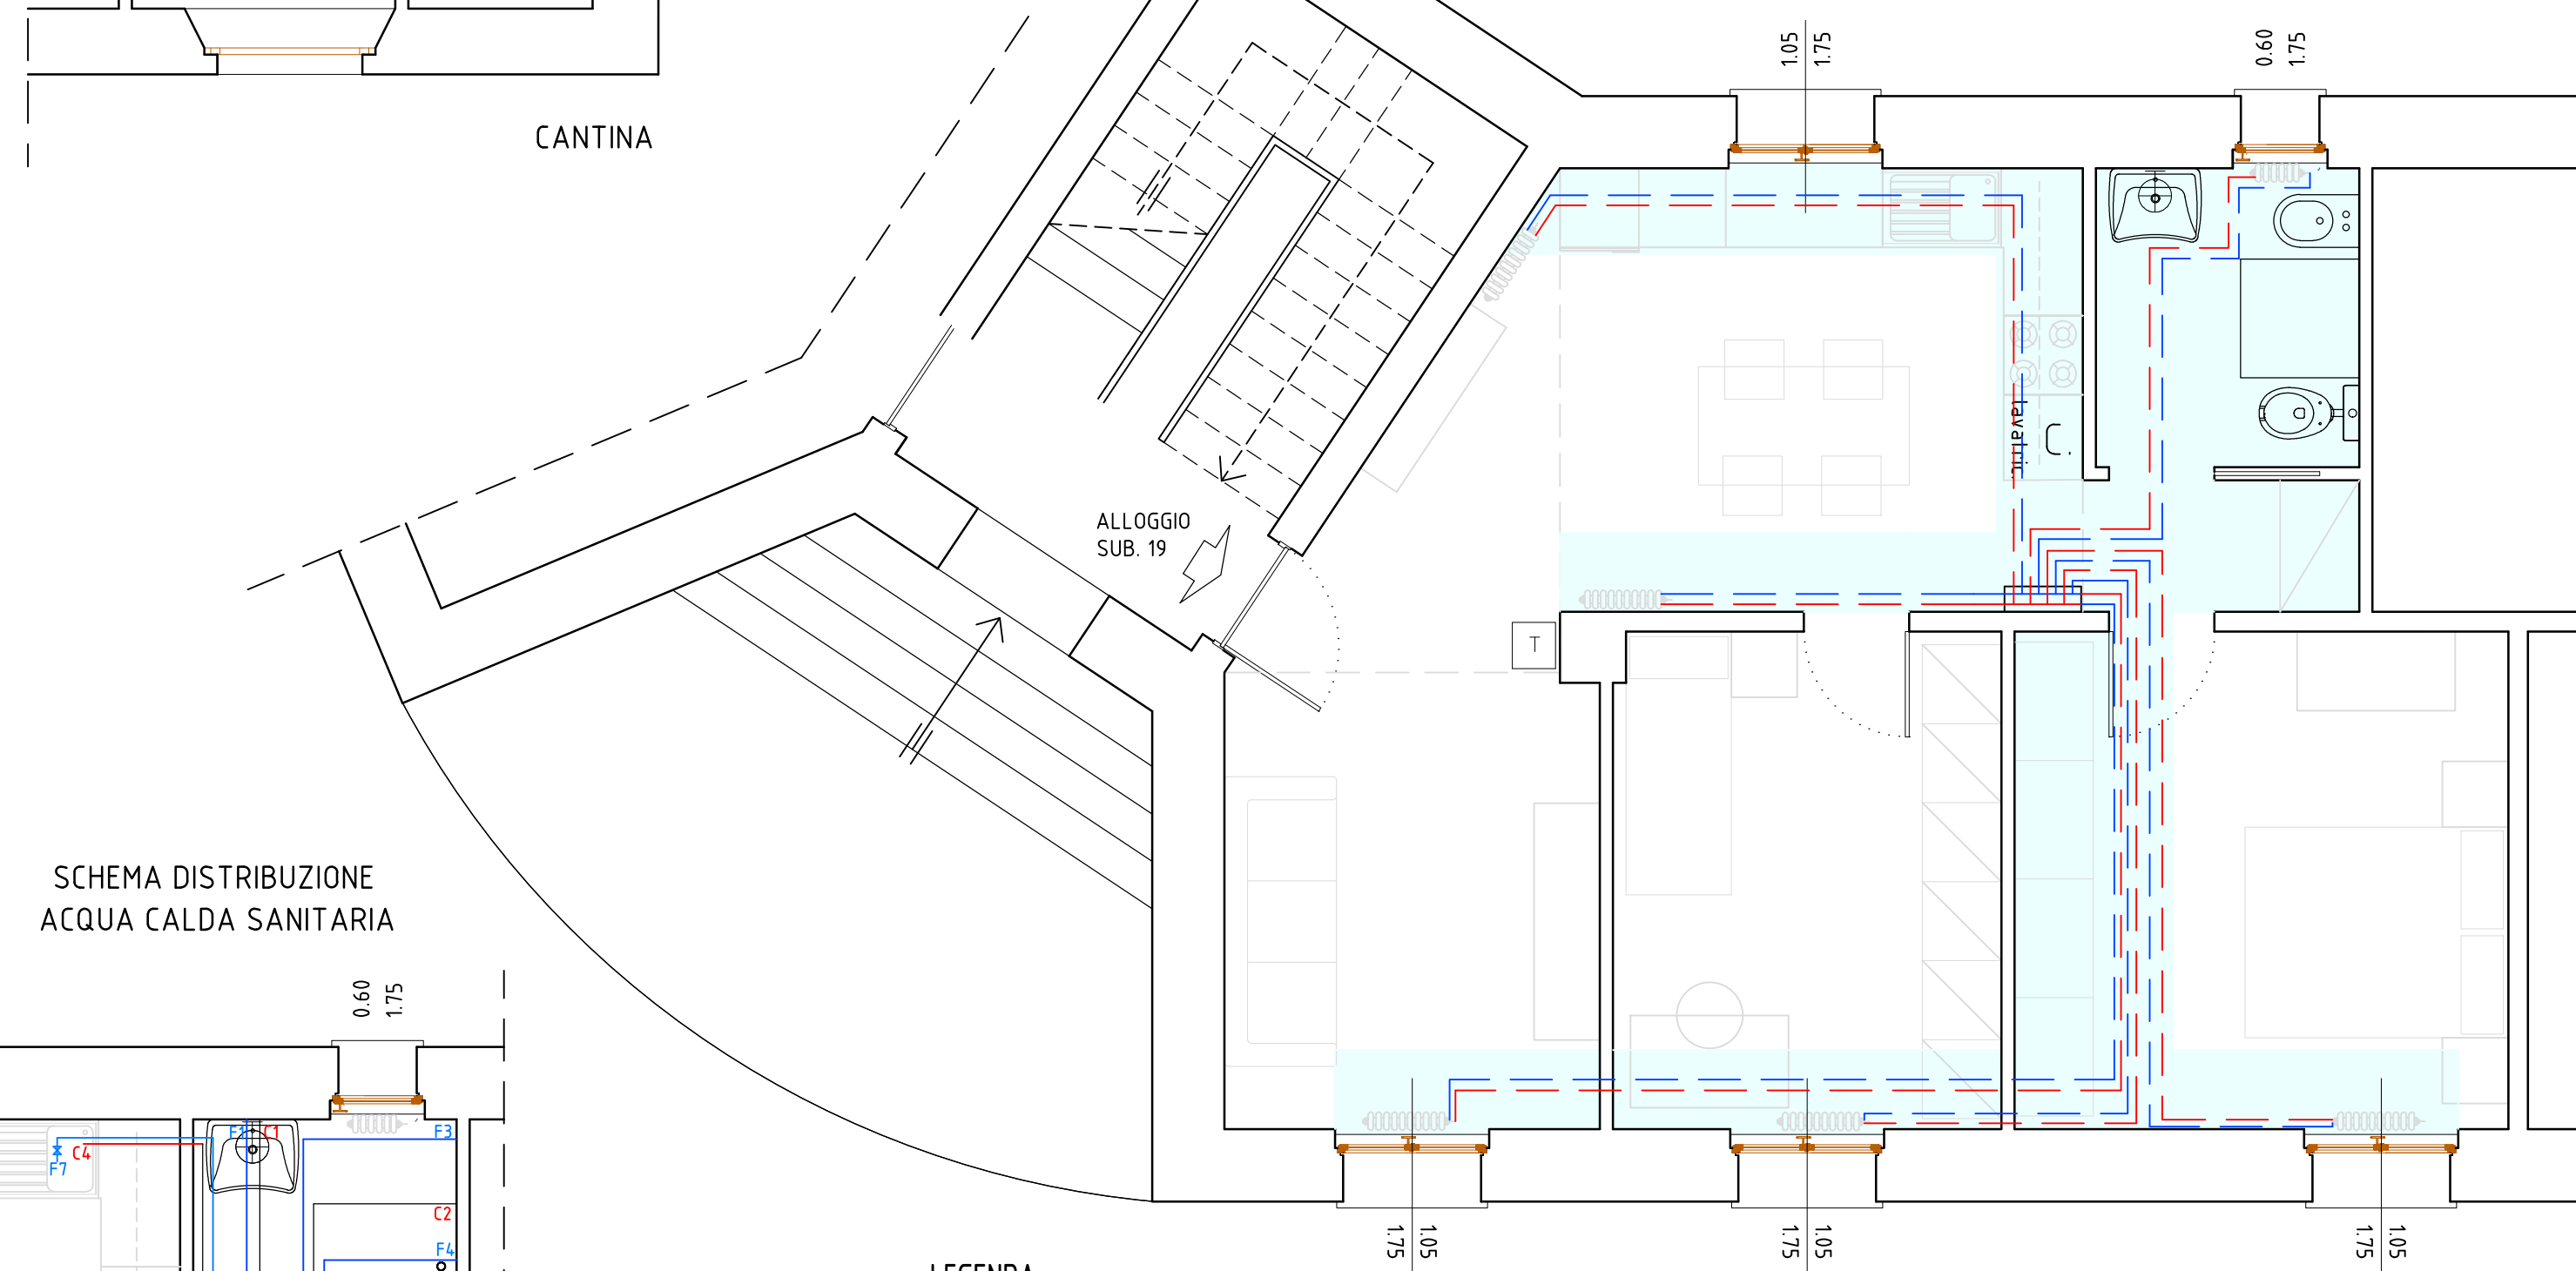 1.05
1.75
0.60
1.75
CANTINA
lavatric
ALLOGGIO
SUB. 19
T
SCHEMA DISTRIBUZIONE
ACQUA CALDA SANITARIA
0.60
1.75
F1
C1
F3
C4
F7
C2
F4
1.05
1.75
1.05
1.75
1.05
1.75
LEGENDA